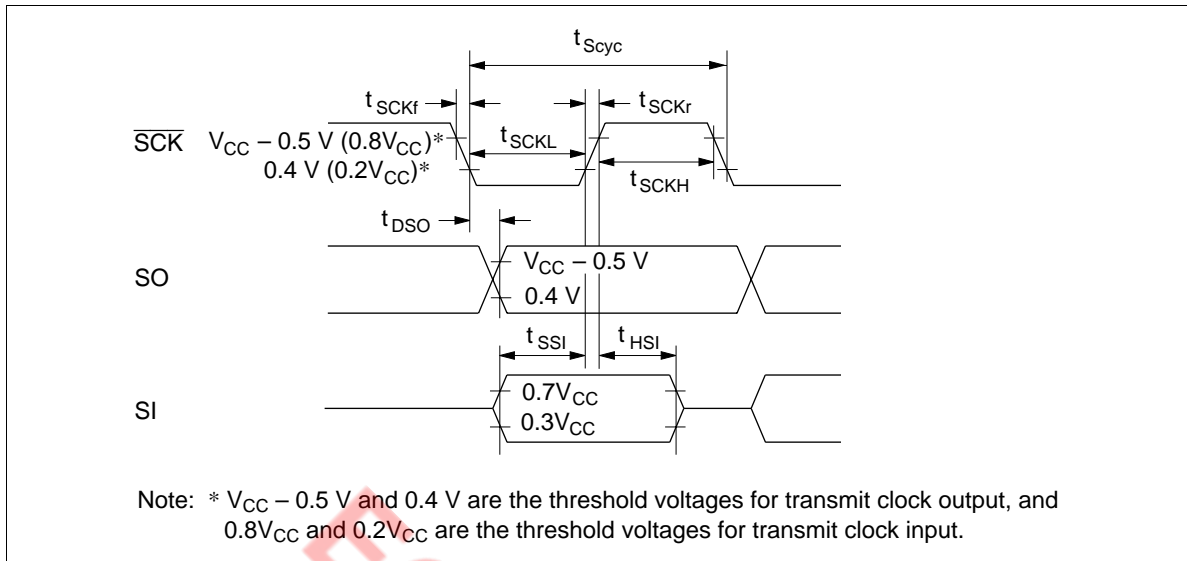 tScyc
tSCKf
tSCKr
SCK VCC – 0.5 V (0.8VCC)*
tSCKL
0.4 V (0.2VCC)*
tSCKH
tDSO
SO
VCC – 0.5 V
0.4 V
tSSI
tHSI
SI
0.7VCC
0.3VCC
Note: * VCC – 0.5 V and 0.4 V are the threshold voltages for transmit clock output, and
0.8VCC and 0.2VCC are the threshold voltages for transmit clock input.